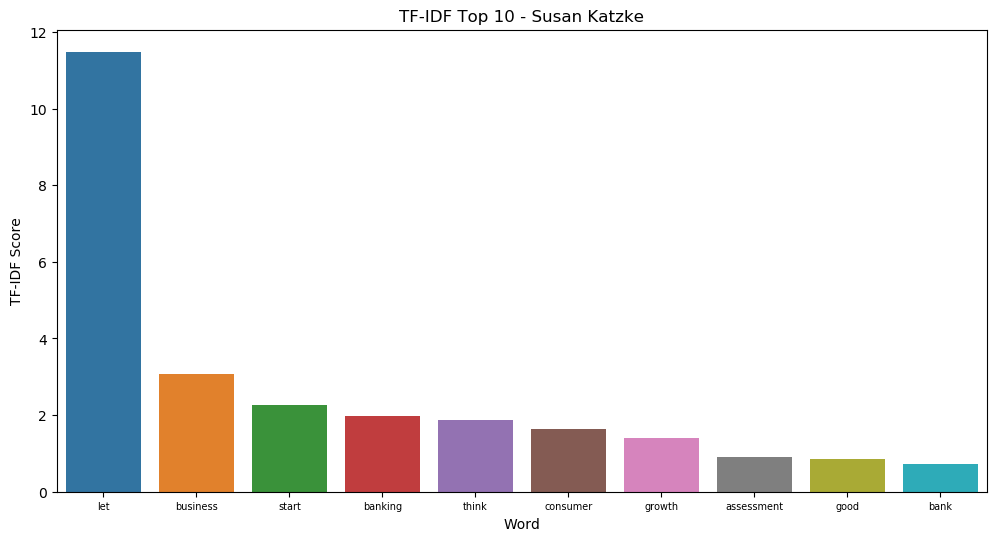 TF-IDF Top 10 - Susan Katzke
12
10
8
6
4
2
0
TF-IDF Score
let business start banking think consumer growth assessment good bank
Word